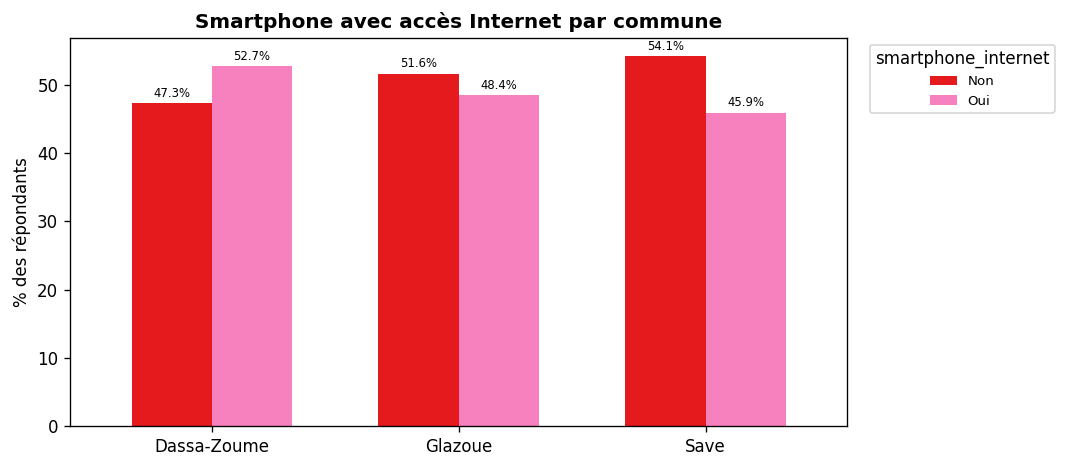 Smartphone avec accès Internet par commune
smartphone_internet
Non
Oui
% des répondants
50
40
30
20
10
0
47.3%
52.7%
51.6%
48.4%
54.1%
45.9%
Dassa-Zoume
Glazoue
Save